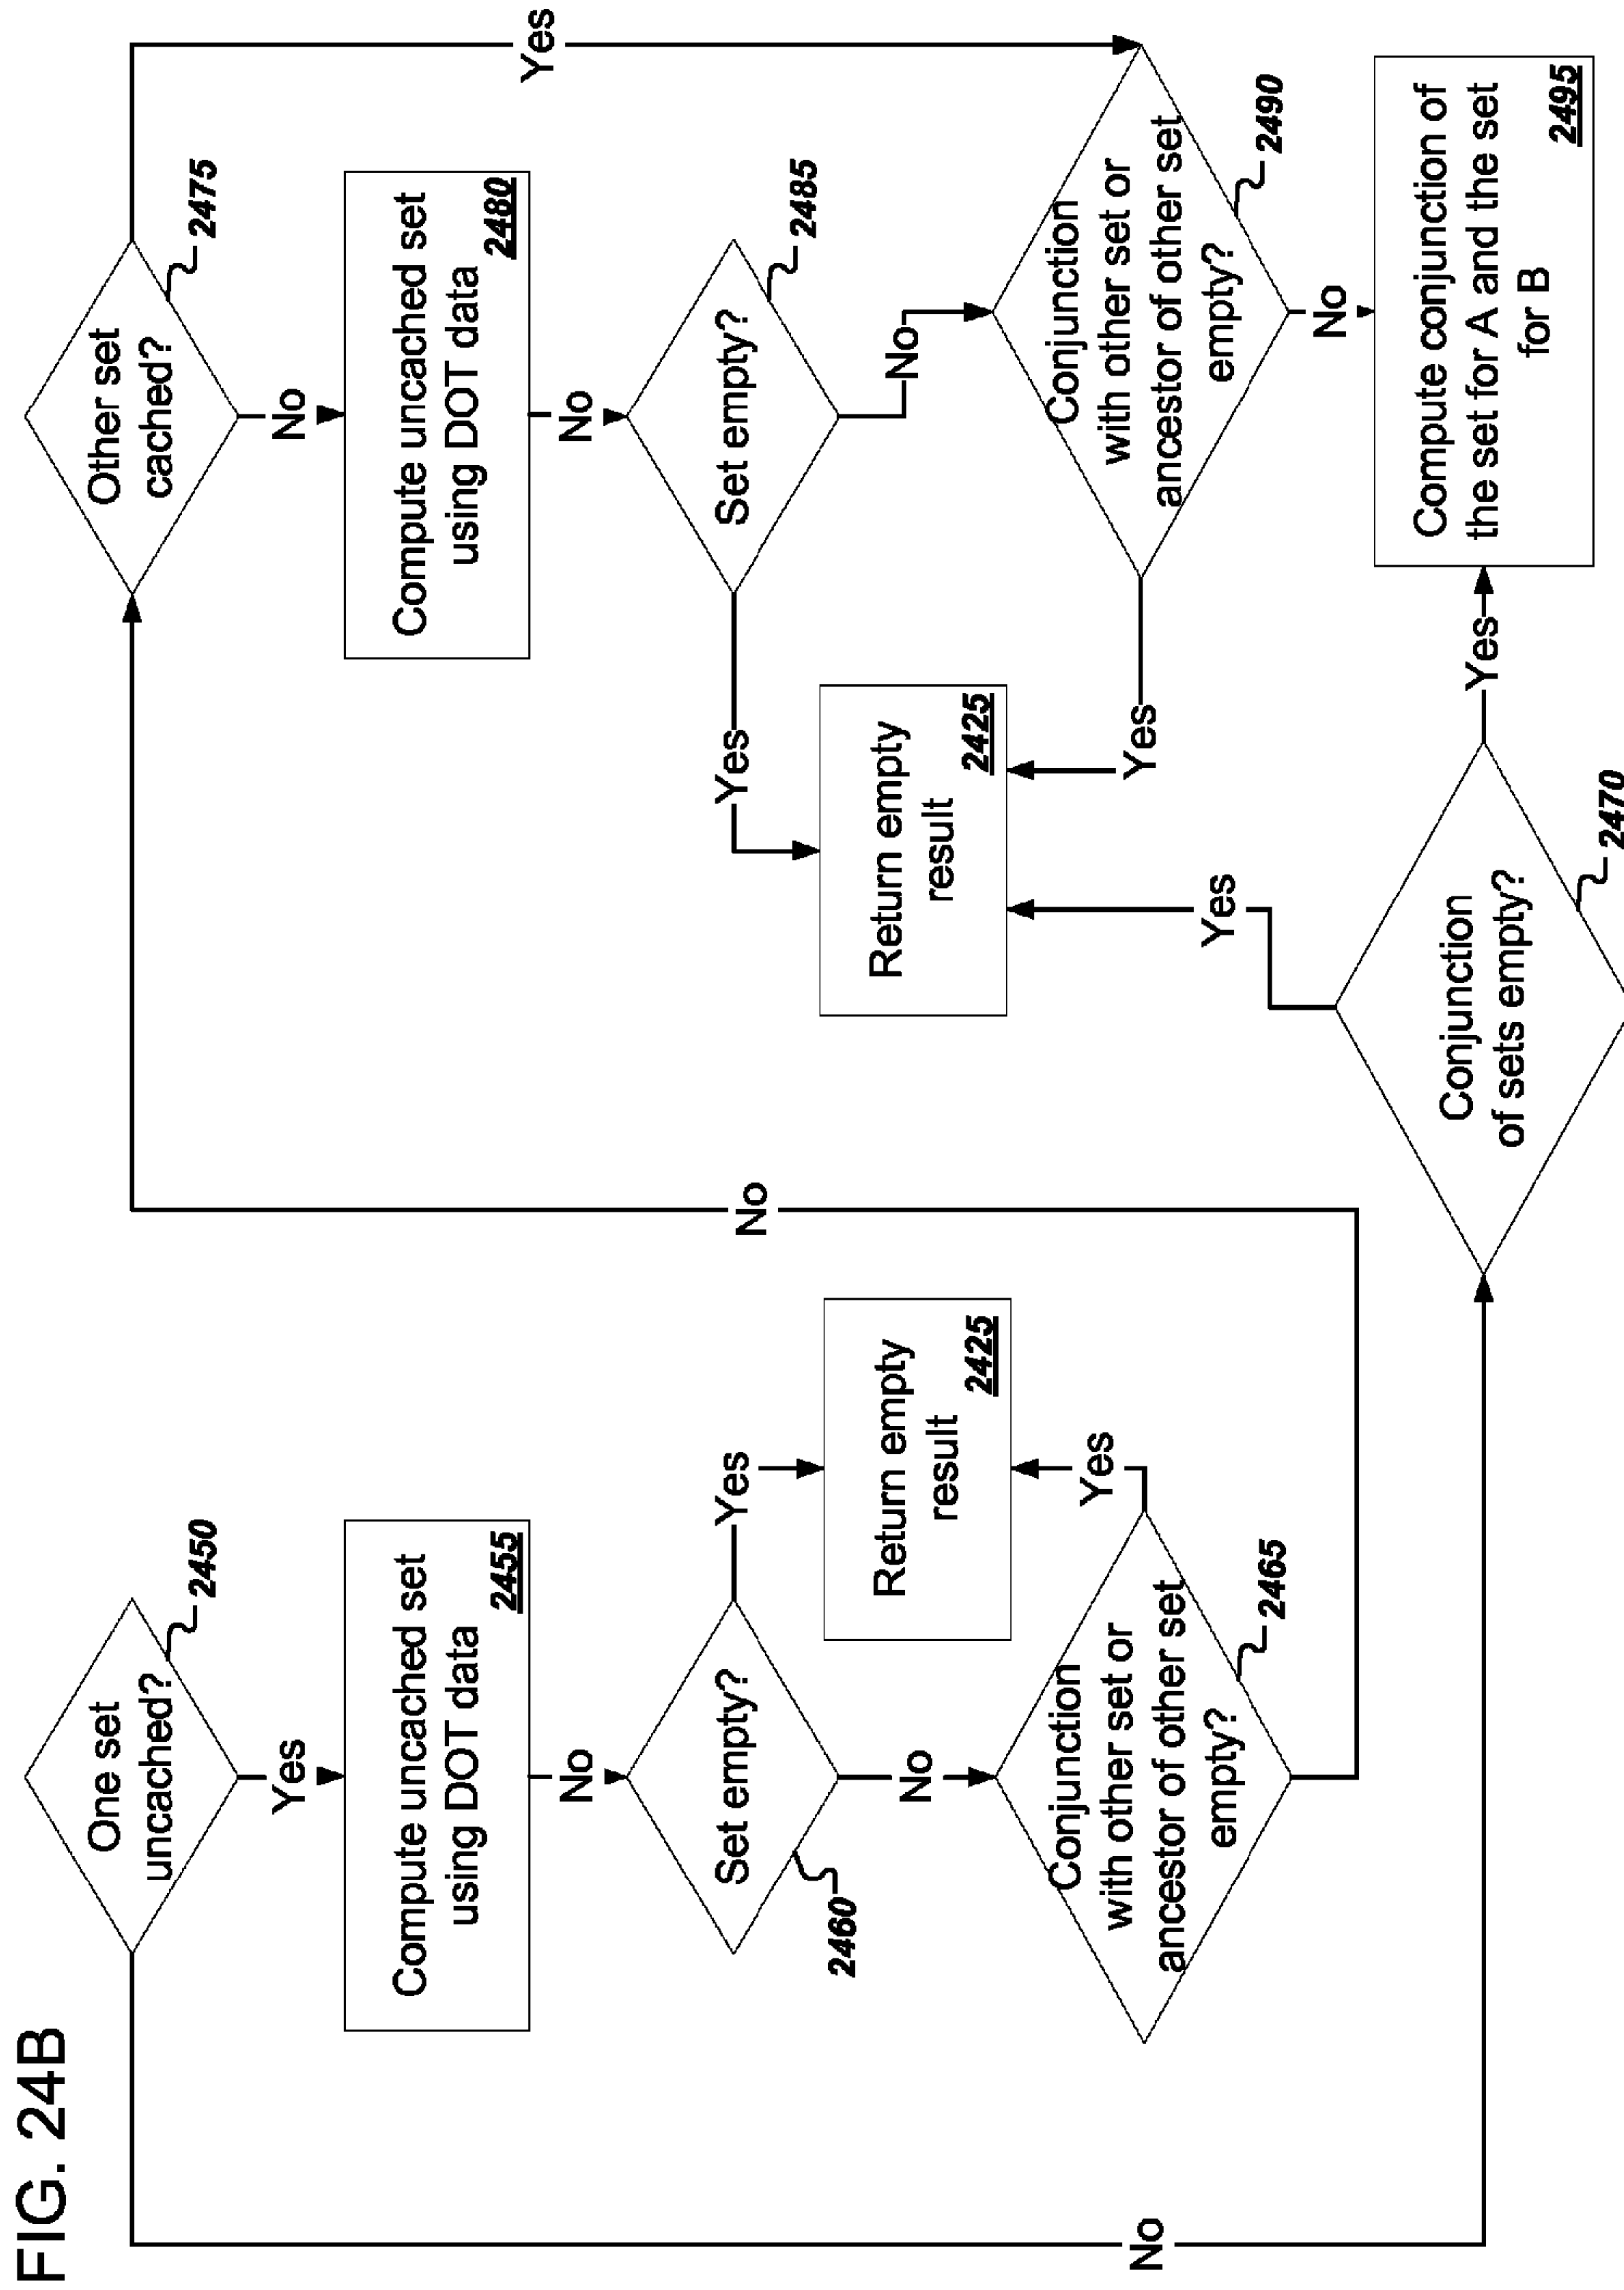 FIG. 24B
One set
uncached?
2450
Yes
Compute uncached set
using DOT data
2455
No
Set empty?
2460
Yes
No
Return empty
result
2425
Conjunction
with other set or
ancestor of other set
empty?
2465
Yes
No
No
Other set
cached?
2475
Yes
No
Compute uncached set
using DOT data
2480
No
Set empty?
2485
Yes
No
Return empty
result
2425
Conjunction
with other set or
ancestor of other set
empty?
2490
Yes
No
Conjunction
of sets empty?
2470
Yes
Yes
Compute conjunction of
the set for A and the set
for B
2495